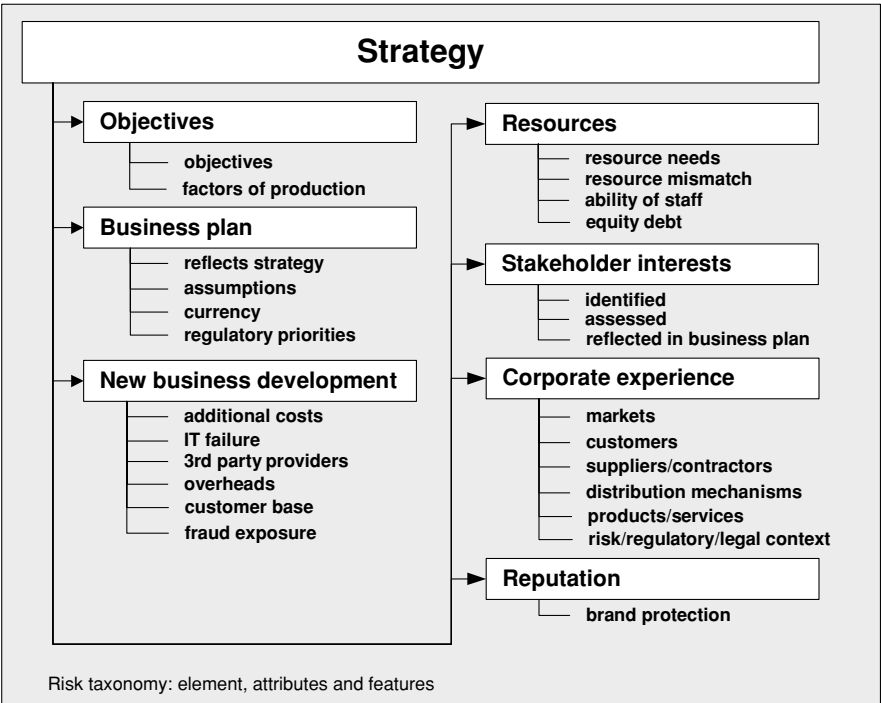 Strategy
Objectives
objectives
factors of production
Business plan
reflects strategy
assumptions
currency
regulatory priorities
New business development
additional costs
IT failure
3rd party providers
overheads
customer base
fraud exposure
Resources
resource needs
resource mismatch
ability of staff
equity debt
Stakeholder interests
identified
assessed
reflected in business plan
Corporate experience
markets
customers
suppliers/contractors
distribution mechanisms
products/services
risk/regulatory/legal context
Reputation
brand protection
Risk taxonomy: element, attributes and features